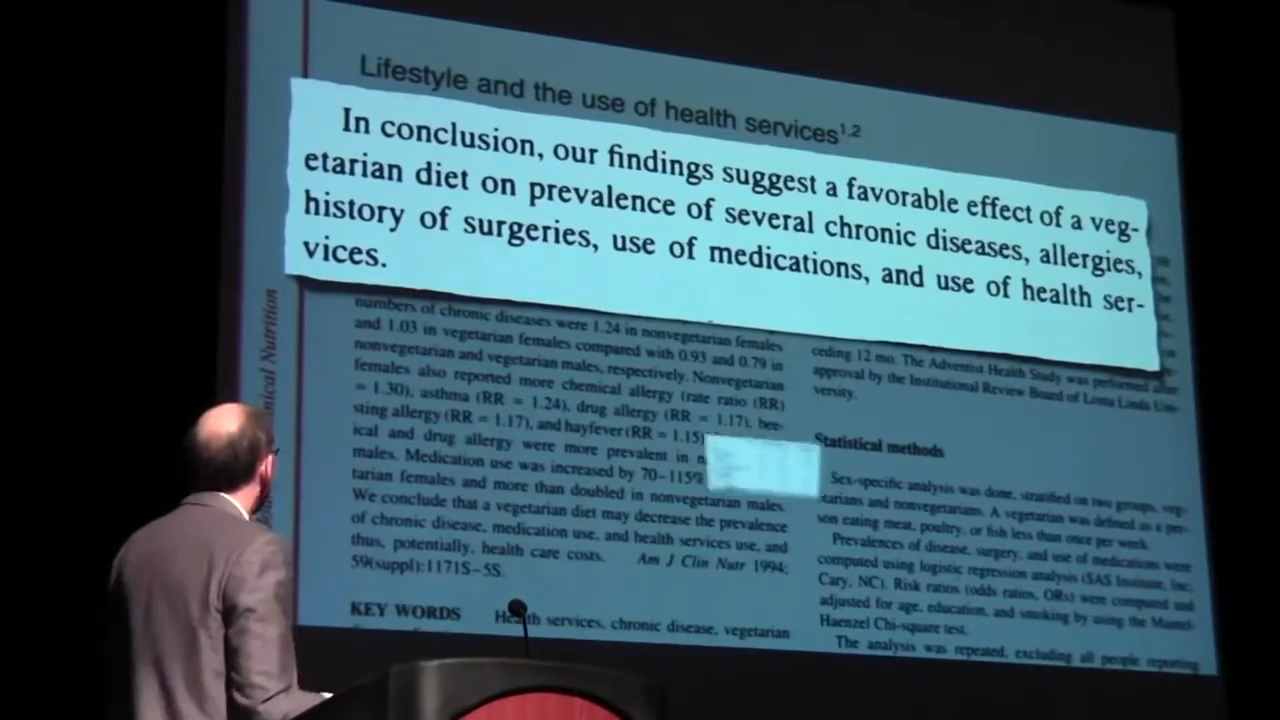 Lifestyle and the use of health services1,2
In conclusion, our findings suggest a favorable effect of a veg-
etarian diet on prevalence of several chronic diseases, allergies,
history of surgeries, use of medications, and use of health ser-
vices.
nical Nutrition
numbers of chronic diseases were 1.24 in nonvegetarian females
and 1.03 in vegetarian females compared with 0.93 and 0.79 in
nonvegetarian and vegetarian males, respectively. Nonvegetarian
females also reported more chemical allergy (rate ratio (RR)
= 1.30), asthma (RR = 1.24), drug allergy (RR = 1.17), bee-
sting allergy (RR = 1.17), and hayfever (RR = 1.15)
ical and drug allergy were more prevalent in n
males. Medication use was increased by 70–115%
tarian females and more than doubled in nonvegetarian males.
We conclude that a vegetarian diet may decrease the prevalence
of chronic disease, medication use, and health services use, and
thus, potentially, health care costs. Am J Clin Nutr 1994;
59(suppl):1171S–5S.
KEY WORDS Health services, chronic disease, vegetarian
ceding 12 mo. The Adventist Health Study was performed after
approval by the Institutional Review Board of Loma Linda Uni-
versity.
Statistical methods
Sex-specific analysis was done, stratified on two groups, veg-
etarians and nonvegetarians. A vegetarian was defined as a per-
son eating meat, poultry, or fish less than once per week.
Prevalences of disease, surgery, and use of medications were
computed using logistic regression analysis (SAS Institute, Inc,
Cary, NC). Risk ratios (odds ratios, ORs) were computed and
adjusted for age, education, and smoking by using the Mantel-
Haenzel Chi-square test.
The analysis was repeated, excluding all people reporting